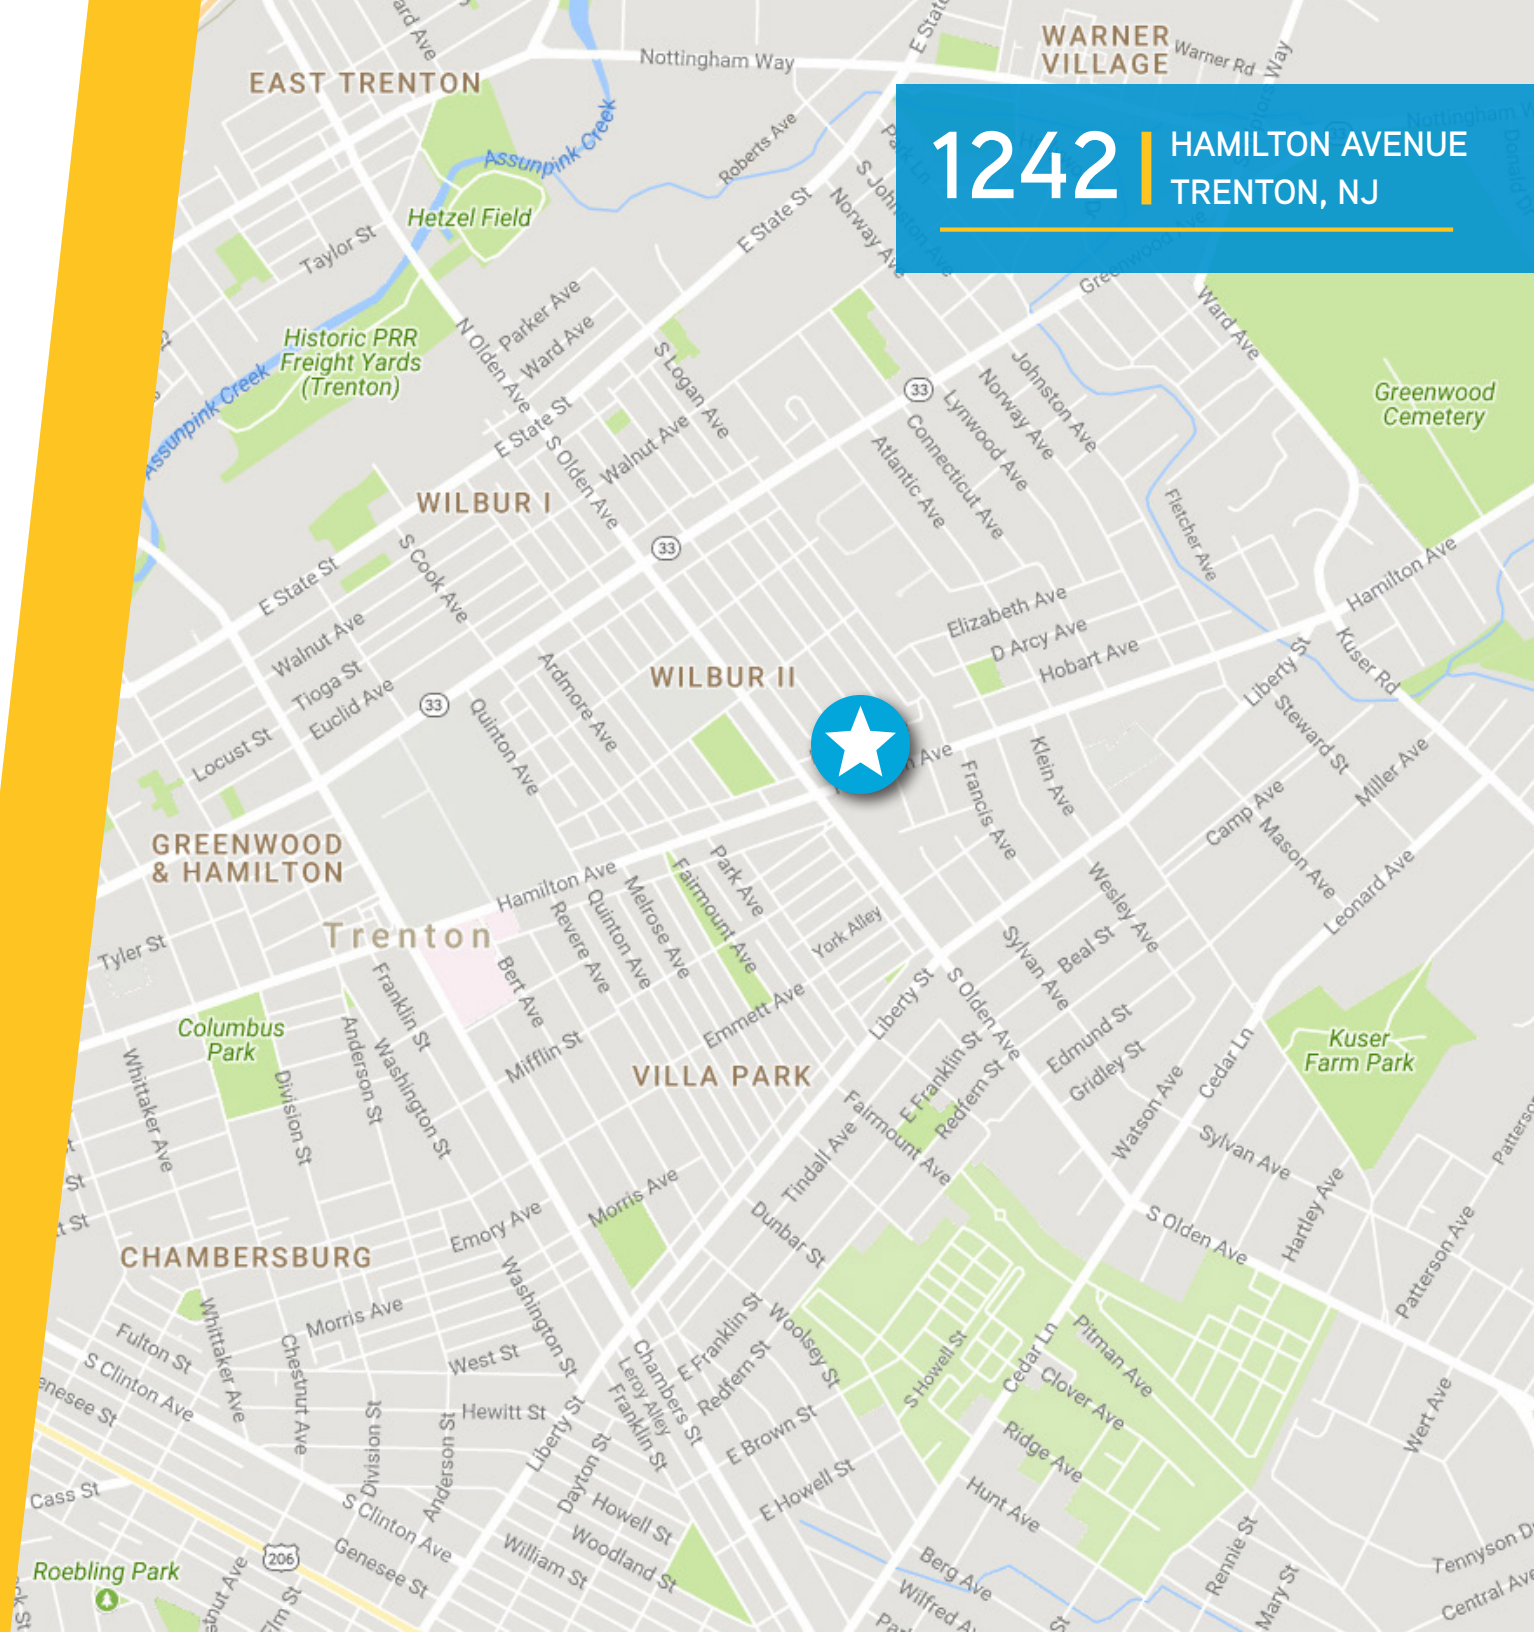 EAST TRENTON
Nottingham Way
E State
WARNER
VILLAGE
Warner Rd
Assunpink Creek
Roberts Ave
1242
HAMILTON AVENUE
TRENTON, NJ
Hetzel Field
Taylor St
E State St
Norway Ave
S Johnston Ave
Greenwood Ave
Parker Ave
Ward Ave
N Olden Ave
Historic PRR
Freight Yards
(Trenton)
Ward Ave
S Logan Ave
Johnston Ave
Norway Ave
Lynwood Ave
Connecticut Ave
Atlantic Ave
33
Greenwood
Cemetery
Assunpink Creek
E State St
Walnut Ave
S Olden Ave
WILBUR I
Fletcher Ave
33
S Cook Ave
E State St
Hamilton Ave
Elizabeth Ave
D Arcy Ave
Hobart Ave
Walnut Ave
Tioga St
Euclid Ave
Ardmore Ave
WILBUR II
Liberty St
Kuser Rd
33
Quinton Ave
Locust St
Steward St
Miller Ave
Klein Ave
Francis Ave
Camp Ave
Mason Ave
GREENWOOD
& HAMILTON
Hamilton Ave
Park Ave
Fairmount Ave
Melrose Ave
Quinton Ave
Revere Ave
Leonard Ave
Wesley Ave
Trenton
York Alley
Tyler St
Franklin St
Bert Ave
Sylvan Ave
Beal St
Liberty St
S Olden Ave
Emmett Ave
Columbus
Park
Anderson St
Washington St
Mifflin St
Edmund St
Gridley St
Cedar Ln
Kuser
Farm Park
Whittaker Ave
Division St
VILLA PARK
E Franklin St
Redfern St
Fairmount Ave
Tindall Ave
Watson Ave
Sylvan Ave
St
St
Morris Ave
Emory Ave
Dunbar St
S Olden Ave
Hartley Ave
Patterson Ave
CHAMBERSBURG
Washington St
Whittaker Ave
Morris Ave
Chestnut Ave
Fulton St
S Clinton Ave
West St
E Franklin St
Redfern St
Woolsey St
S Howell St
Cedar Ln
Pitman Ave
Clover Ave
Chambers St
Leroy Alley
Franklin St
Hewitt St
Liberty St
E Brown St
Ridge Ave
Wert Ave
Division St
Anderson St
Dayton St
Cass St
S Clinton Ave
E Howell St
Hunt Ave
Howell St
Woodland St
William St
Genesee St
206
Roebling Park
Elm St
Berg Ave
Wilfred
Rennie St
Mary St
Tennyson
Central Ave
St